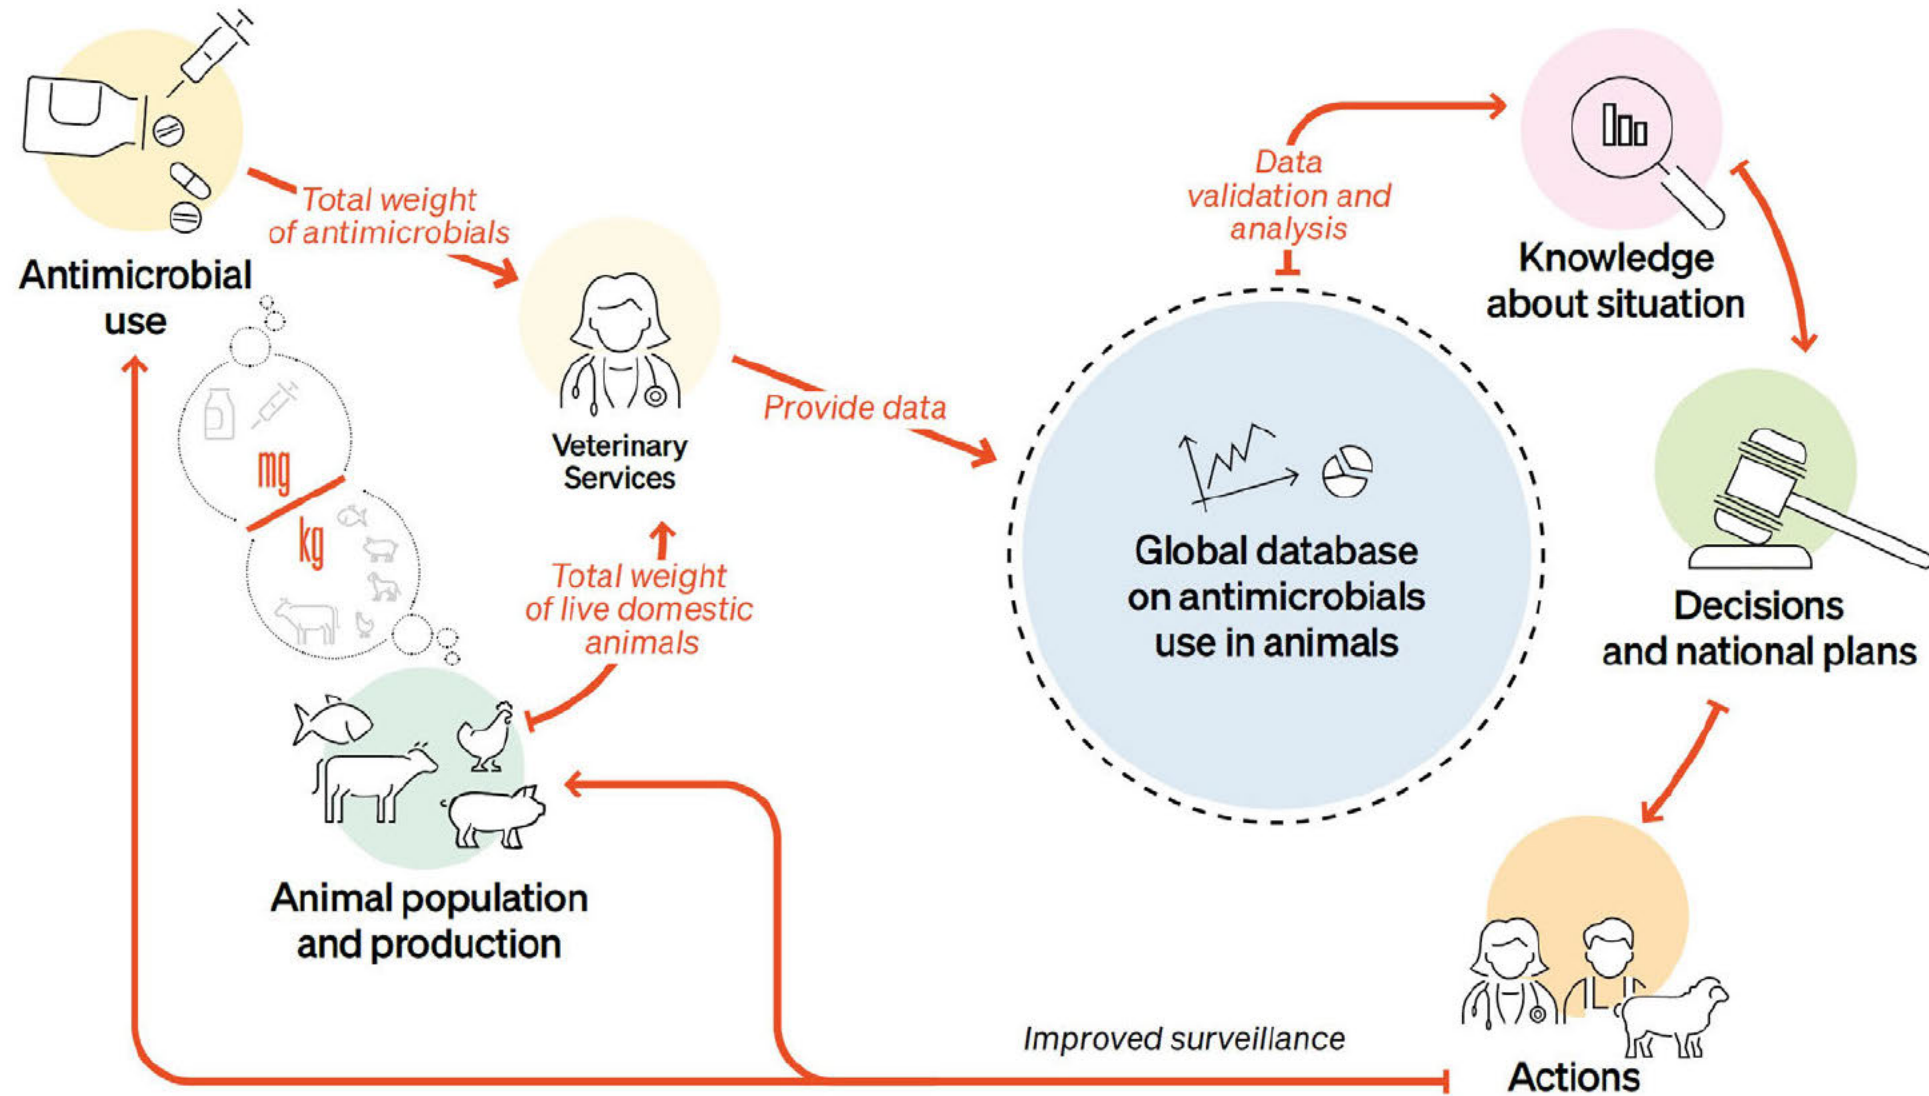 Total weight
of antimicrobials
Antimicrobial
use
mg
kg
Veterinary
Services
Provide data
Total weight
of live domestic
animals
Animal population
and production
Data
validation and
analysis
Global database
on antimicrobials
use in animals
Knowledge
about situation
Decisions
and national plans
Improved surveillance
Actions